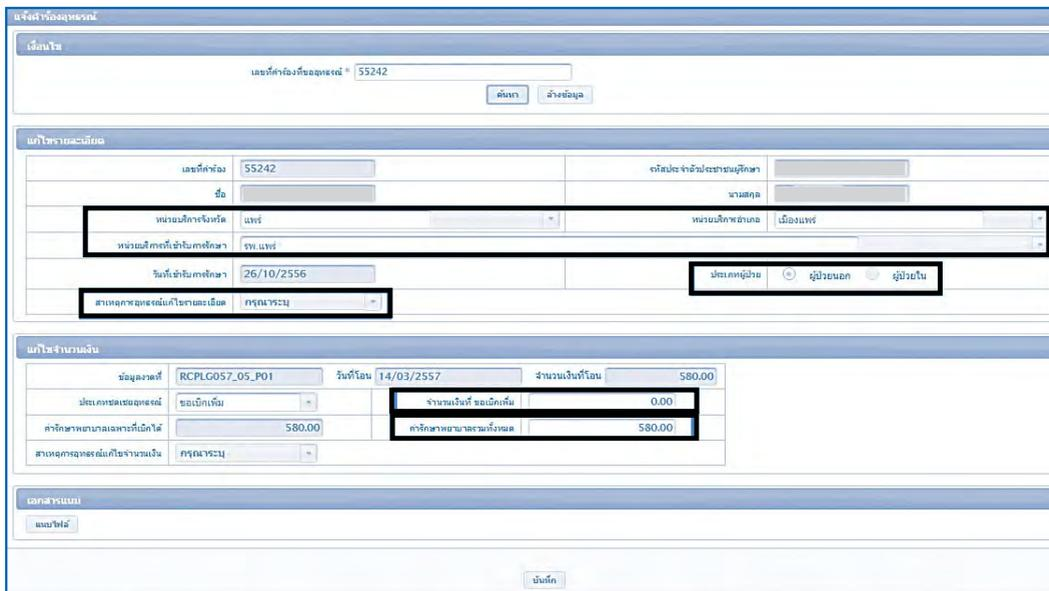 แจ้งคำร้องอุทธรณ์
เงื่อนไข
เลขที่คำร้องที่ขออุทธรณ์ * 55242
ค้นหา ล้างข้อมูล
แก้ไขรายละเอียด
เลขที่คำร้อง 55242 รหัสประจำตัวประชาชนผู้รักษา
ชื่อ นามสกุล
หน่วยบริการจังหวัด แพร่ หน่วยบริการอำเภอ เมืองแพร่
หน่วยบริการที่เข้ารับการรักษา รพ.แพร่
วันที่เข้ารับการรักษา 26/10/2556 ประเภทผู้ป่วย ผู้ป่วยนอก ผู้ป่วยใน
สาเหตุการอุทธรณ์แก้ไขรายละเอียด กรุณาระบุ
แก้ไขจำนวนเงิน
ข้อมูลงวดที่ RCPLG057_05_P01 วันที่โอน 14/03/2557 จำนวนเงินที่โอน 580.00
ประเภทชดเชยอุทธรณ์ ขอเบิกเพิ่ม จำนวนเงินที่ ขอเบิกเพิ่ม 0.00
ค่ารักษาพยาบาลเฉพาะที่เบิกได้ 580.00 ค่ารักษาพยาบาลรวมทั้งหมด 580.00
สาเหตุการอุทธรณ์แก้ไขจำนวนเงิน กรุณาระบุ
เอกสารแนบ
แนบไฟล์
บันทึก